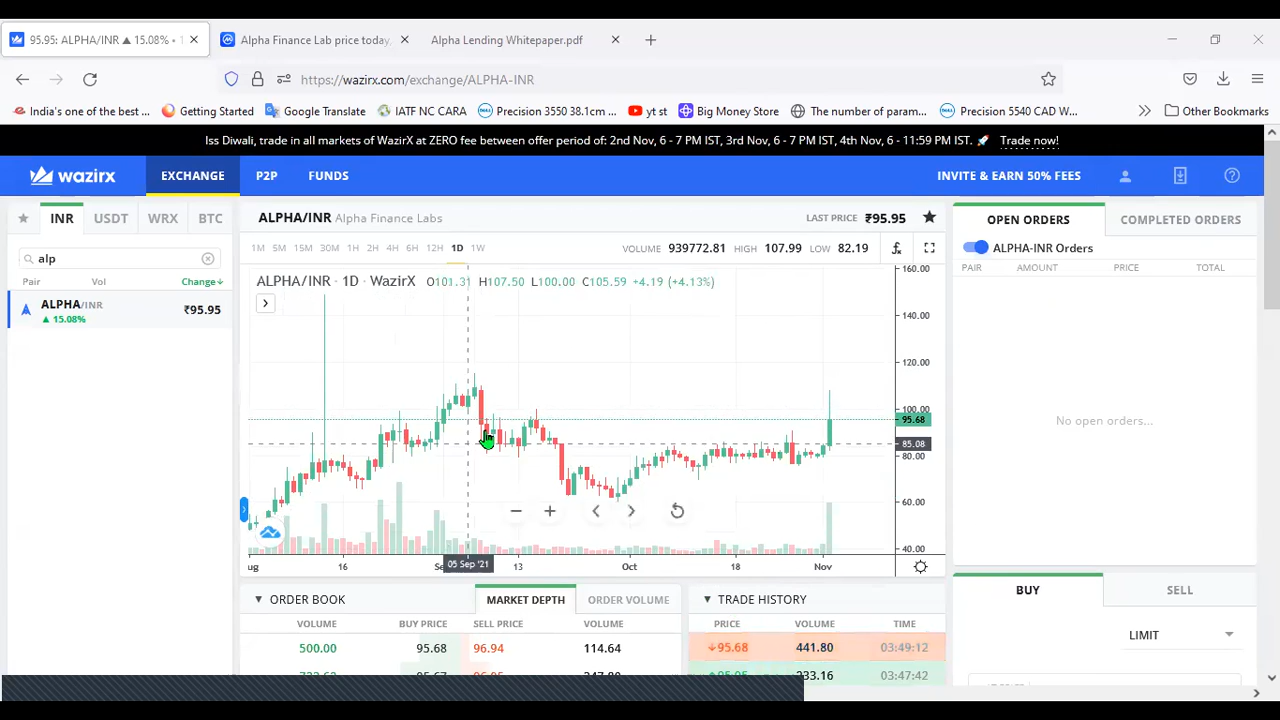 95.95: ALPHA/INR ▲ 15.08% •
Alpha Finance Lab price today,
Alpha Lending Whitepaper.pdf
https://wazirx.com/exchange/ALPHA-INR
India's one of the best ...
Getting Started
Google Translate
IATF NC CARA
Precision 3550 38.1cm ...
yt st
Big Money Store
The number of param...
Precision 5540 CAD W...
Other Bookmarks
Iss Diwali, trade in all markets of WazirX at ZERO fee between offer period of: 2nd Nov, 6 - 7 PM IST, 3rd Nov, 6 - 7 PM IST, 4th Nov, 6 - 11:59 PM IST. 🚀 Trade now!
wazirx EXCHANGE P2P FUNDS INVITE & EARN 50% FEES
INR USDT WRX BTC
alp
Pair Vol Change↓
ALPHA/INR ₹95.95
▲ 15.08%
ALPHA/INR Alpha Finance Labs LAST PRICE ₹95.95
1M 5M 15M 30M 1H 2H 4H 6H 12H 1D 1W VOLUME 939772.81 HIGH 107.99 LOW 82.19
ALPHA/INR · 1D · WazirX O101.31 H107.50 L100.00 C105.59 +4.19 (+4.13%)
160.00
140.00
120.00
100.00
95.68
85.08
80.00
60.00
40.00
ug 16 Se 05 Sep '21 13 Oct 18 Nov
OPEN ORDERS COMPLETED ORDERS
ALPHA-INR Orders
PAIR AMOUNT PRICE TOTAL
No open orders...
▼ ORDER BOOK MARKET DEPTH ORDER VOLUME
VOLUME BUY PRICE SELL PRICE VOLUME
500.00 95.68 96.94 114.64
▼ TRADE HISTORY
PRICE VOLUME TIME
↓95.68 441.80 03:49:12
↑95.95 233.16 03:47:42
BUY SELL
LIMIT